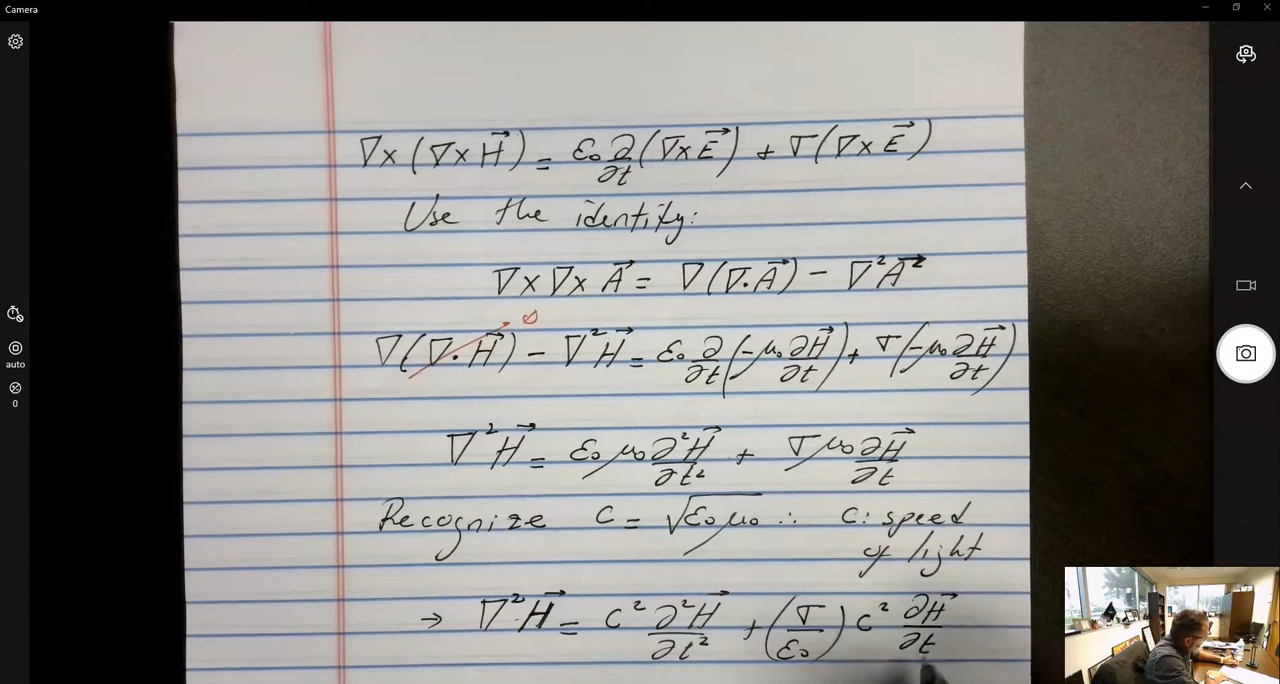 Camera
∇×(∇×H⃗) = ε₀ ∂/∂t (∇×E⃗) + σ(∇×E⃗)
Use the identity:
∇×∇×A⃗ = ∇(∇·A⃗) − ∇²A⃗²
0
∇(∇·H⃗) − ∇²H⃗ = ε₀ ∂/∂t (−μ₀ ∂H⃗/∂t) + σ(−μ₀ ∂H⃗/∂t)
auto
0
∇²H⃗ = ε₀μ₀ ∂²H⃗/∂t² + σμ₀ ∂H⃗/∂t
Recognize C = √ε₀μ₀ ∴ C: speed
of light
→ ∇²H⃗ = C² ∂²H⃗/∂t² + (σ/ε₀) C² ∂H⃗/∂t